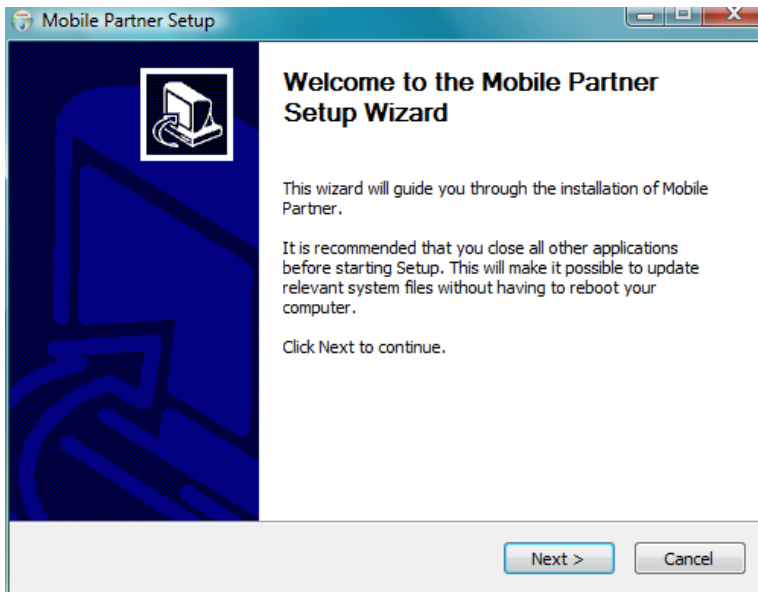 Mobile Partner Setup
Welcome to the Mobile Partner
Setup Wizard
This wizard will guide you through the installation of Mobile
Partner.
It is recommended that you close all other applications
before starting Setup. This will make it possible to update
relevant system files without having to reboot your
computer.
Click Next to continue.
Next >
Cancel